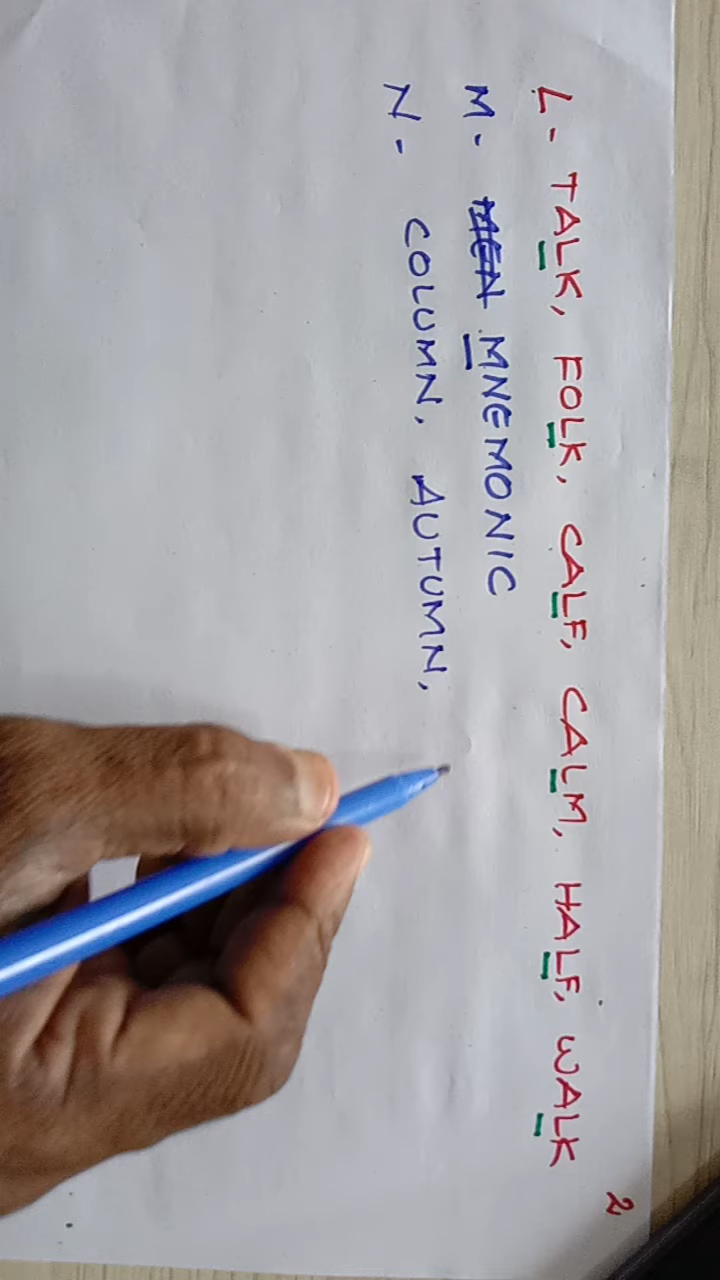 2
L - TALK, FOLK, CALF, CALM, HALF, WALK
M - MNEMONIC
N - COLUMN, AUTUMN,